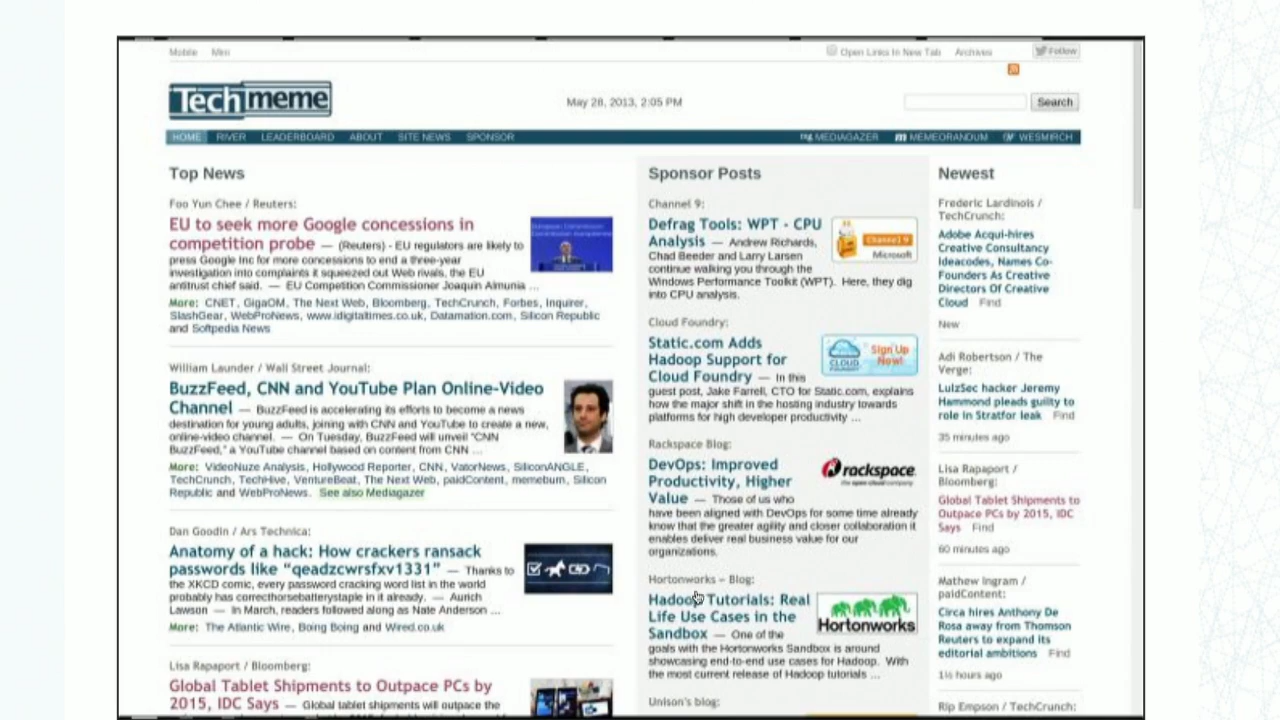 Mobile Mini
Open Links In New Tab Archives Follow
Techmeme
May 28, 2013, 2:05 PM
Search
HOME RIVER LEADERBOARD ABOUT SITE NEWS SPONSOR
MEDIAGAZER MEMEORANDUM WESMIRCH
Top News
Foo Yun Chee / Reuters:
EU to seek more Google concessions in
competition probe — (Reuters) - EU regulators are likely to
press Google Inc for more concessions to end a three-year
investigation into complaints it squeezed out Web rivals, the EU
antitrust chief said. — EU Competition Commissioner Joaquin Almunia ...
More: CNET, GigaOM, The Next Web, Bloomberg, TechCrunch, Forbes, Inquirer,
SlashGear, WebProNews, www.idigitaltimes.co.uk, Datamation.com, Silicon Republic
and Softpedia News
William Launder / Wall Street Journal:
BuzzFeed, CNN and YouTube Plan Online-Video
Channel — BuzzFeed is accelerating its efforts to become a news
destination for young adults, joining with CNN and YouTube to create a new,
online-video channel. — On Tuesday, BuzzFeed will unveil "CNN
BuzzFeed," a YouTube channel based on content from CNN ...
More: VideoNuze Analysis, Hollywood Reporter, CNN, VatorNews, SiliconANGLE,
TechCrunch, TechHive, VentureBeat, The Next Web, paidContent, memeburn, Silicon
Republic and WebProNews. See also Mediagazer
Dan Goodin / Ars Technica:
Anatomy of a hack: How crackers ransack
passwords like "qeadzcwrsfxv1331" — Thanks to
the XKCD comic, every password cracking word list in the world
probably has correcthorsebatterystaple in it already. — Aurich
Lawson — In March, readers followed along as Nate Anderson ...
More: The Atlantic Wire, Boing Boing and Wired.co.uk
Lisa Rapaport / Bloomberg:
Global Tablet Shipments to Outpace PCs by
2015, IDC Says — Global tablet shipments will outpace the
Sponsor Posts
Channel 9:
Defrag Tools: WPT - CPU
Analysis — Andrew Richards,
Chad Beeder and Larry Larsen
continue walking you through the
Windows Performance Toolkit (WPT). Here, they dig
into CPU analysis.
Channel 9
Microsoft
Cloud Foundry:
Static.com Adds
Hadoop Support for
Cloud Foundry — In this
guest post, Jake Farrell, CTO for Static.com, explains
how the major shift in the hosting industry towards
platforms for high developer productivity ...
CLOUD
FOUNDRY
Sign Up
Now!
Rackspace Blog:
DevOps: Improved
Productivity, Higher
Value — Those of us who
have been aligned with DevOps for some time already
know that the greater agility and closer collaboration it
enables deliver real business value for our
organizations.
rackspace.
the open cloud company
Hortonworks – Blog:
Hadoop Tutorials: Real
Life Use Cases in the
Sandbox — One of the
goals with the Hortonworks Sandbox is around
showcasing end-to-end use cases for Hadoop. With
the most current release of Hadoop tutorials ...
Hortonworks
Unison's blog:
Newest
Frederic Lardinois /
TechCrunch:
Adobe Acqui-hires
Creative Consultancy
Ideacodes, Names Co-
Founders As Creative
Directors Of Creative
Cloud Find
New
Adi Robertson / The
Verge:
LulzSec hacker Jeremy
Hammond pleads guilty to
role in Stratfor leak Find
35 minutes ago
Lisa Rapaport /
Bloomberg:
Global Tablet Shipments to
Outpace PCs by 2015, IDC
Says Find
60 minutes ago
Mathew Ingram /
paidContent:
Circa hires Anthony De
Rosa away from Thomson
Reuters to expand its
editorial ambitions Find
1½ hours ago
Rip Empson / TechCrunch: